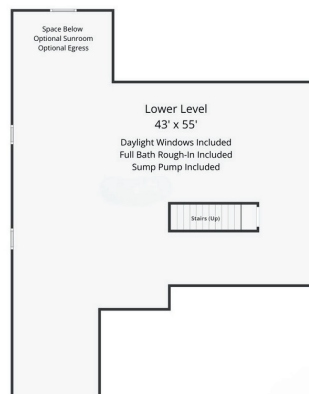 Space Below
Optional Sunroom
Optional Egress
Lower Level
43' x 55'
Daylight Windows Included
Full Bath Rough-In Included
Sump Pump Included
Stairs (Up)